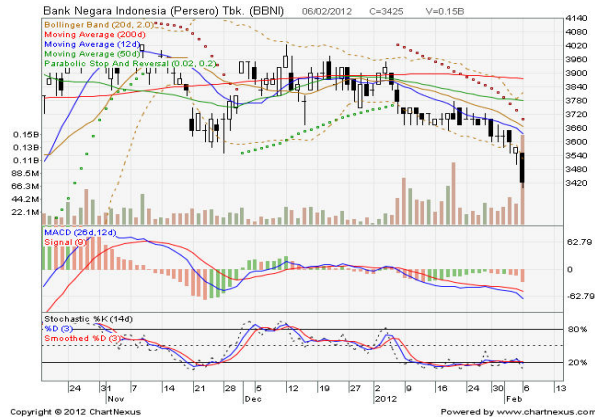 Bank Negara Indonesia (Persero) Tbk. (BBNI) 06/02/2012 C=3425 V=0.15B
Bollinger Band (20d, 2.0)
Moving Average (200d)
Moving Average (12d)
Moving Average (50d)
Parabolic Stop And Reversal (0.02, 0.2)
4140
4080
4020
3960
3900
3840
3780
3720
3660
3600
3540
3480
3420
0.15B
0.13B
0.11B
88.5M
66.3M
44.2M
22.1M
MACD (26d,12d)
Signal (9)
62.79
0
-62.79
Stochastic %K (14d)
%D (3)
Smoothed %D (3)
80%
20%
24 31 7 14 21 28 5 12 19 26 2 9 16 24 30 6 13
Nov Dec 2012 Feb
Copyright © 2012 ChartNexus Powered by www.chartnexus.com